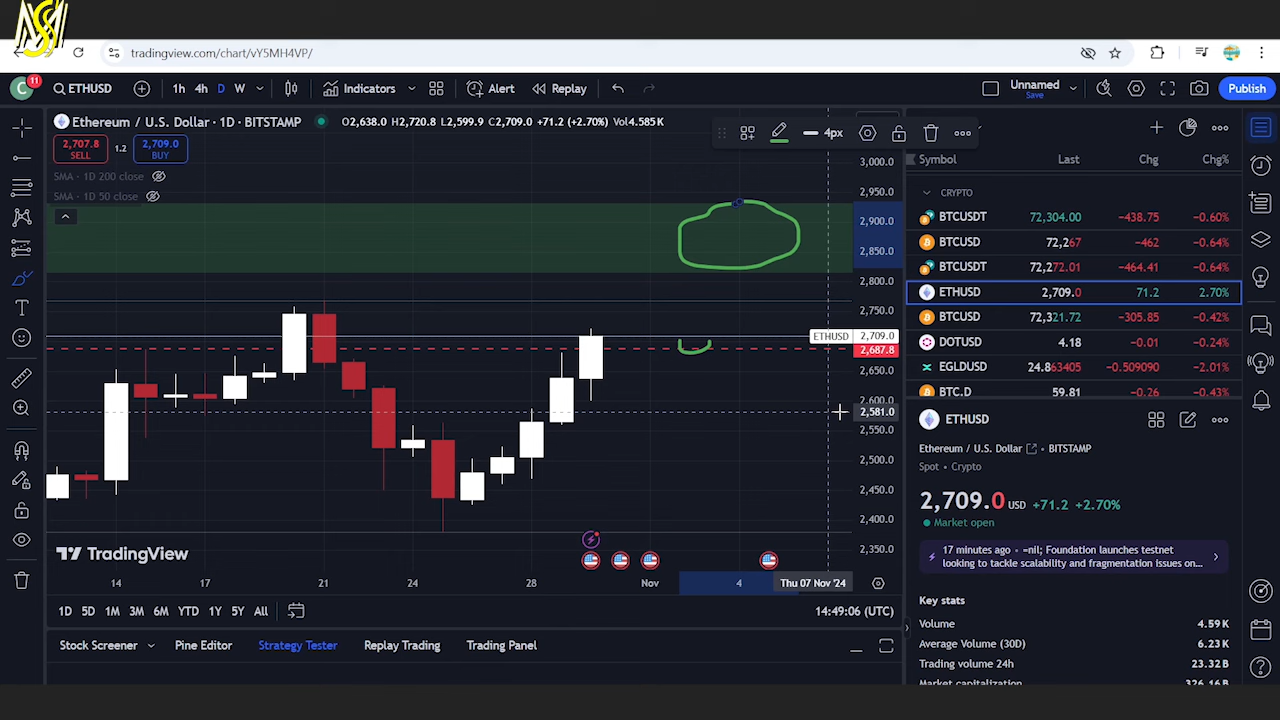 tradingview.com/chart/vY5MH4VP/
C 11 ETHUSD 1h 4h D W Indicators Alert Replay Unnamed Save Publish
Ethereum / U.S. Dollar · 1D · BITSTAMP O2,638.0 H2,720.8 L2,599.9 C2,709.0 +71.2 (+2.70%) Vol4.585 K
4px
2,707.8 SELL 1.2 2,709.0 BUY
SMA · 1D 200 close
SMA · 1D 50 close
3,000.0
2,950.0
2,900.0
2,850.0
2,800.0
2,750.0
ETHUSD 2,709.0
2,687.8
2,650.0
2,600.0
2,581.0
2,550.0
2,500.0
2,450.0
2,400.0
2,350.0
TradingView
14 17 21 24 28 Nov 4 Thu 07 Nov '24
1D 5D 1M 3M 6M YTD 1Y 5Y All 14:49:06 (UTC)
Stock Screener Pine Editor Strategy Tester Replay Trading Trading Panel
Symbol Last Chg Chg%
CRYPTO
BTCUSDT 72,304.00 −438.75 −0.60%
BTCUSD 72,267 −462 −0.64%
BTCUSDT 72,272.01 −464.41 −0.64%
ETHUSD 2,709.0 71.2 2.70%
BTCUSD 72,321.72 −305.85 −0.42%
DOTUSD 4.18 −0.01 −0.24%
EGLDUSD 24.863405 −0.509090 −2.01%
BTC.D 59.81 −0.26 −0.43%
ETHUSD
Ethereum / U.S. Dollar · BITSTAMP
Spot · Crypto
2,709.0 USD +71.2 +2.70%
Market open
17 minutes ago · =nil; Foundation launches testnet
looking to tackle scalability and fragmentation issues on...
Key stats
Volume 4.59 K
Average Volume (30D) 6.23 K
Trading volume 24h 23.32 B
Market capitalization 326.16 B